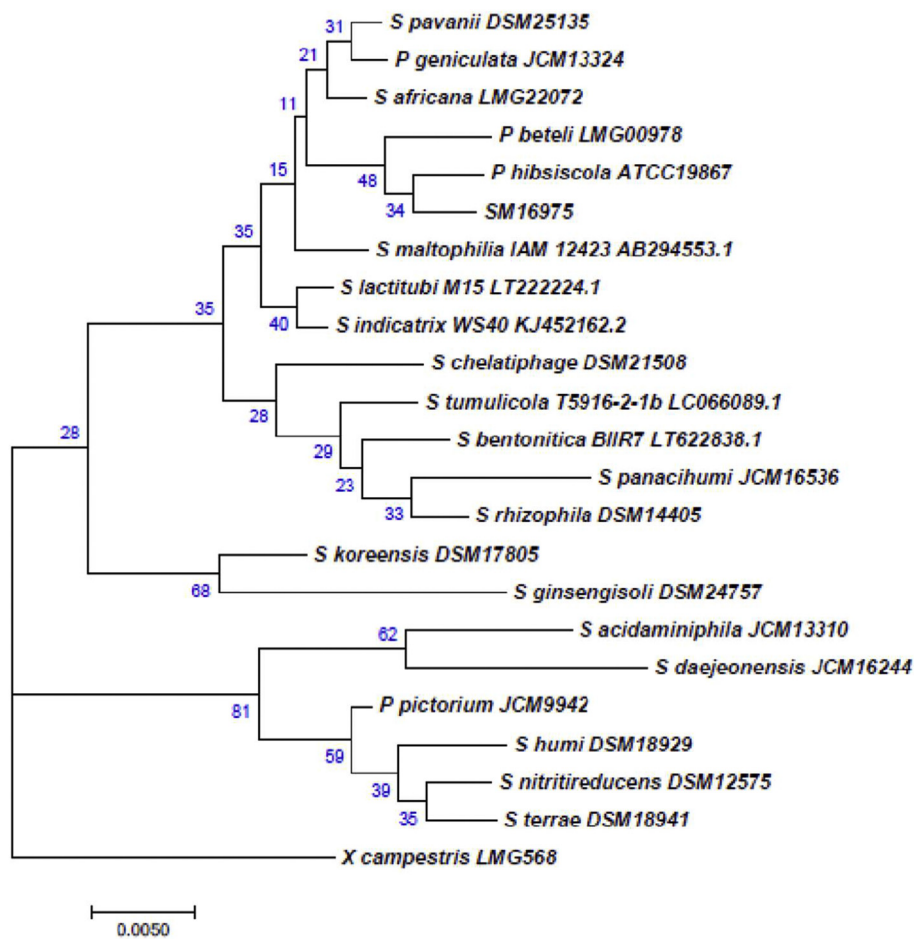 31
S pavanii DSM25135
21
P geniculata JCM13324
S africana LMG22072
11
P beteli LMG00978
15
48
P hibsiscola ATCC19867
34
SM16975
35
S maltophilia IAM 12423 AB294553.1
S lactitubi M15 LT222224.1
35
40
S indicatrix WS40 KJ452162.2
S chelatiphage DSM21508
28
S tumulicola T5916-2-1b LC066089.1
28
29
S bentonitica BIIR7 LT622838.1
23
S panacihumi JCM16536
33
S rhizophila DSM14405
S koreensis DSM17805
68
S ginsengisoli DSM24757
62
S acidaminiphila JCM13310
S daejeonensis JCM16244
81
P pictorium JCM9942
59
S humi DSM18929
39
S nitritireducens DSM12575
35
S terrae DSM18941
X campestris LMG568
0.0050